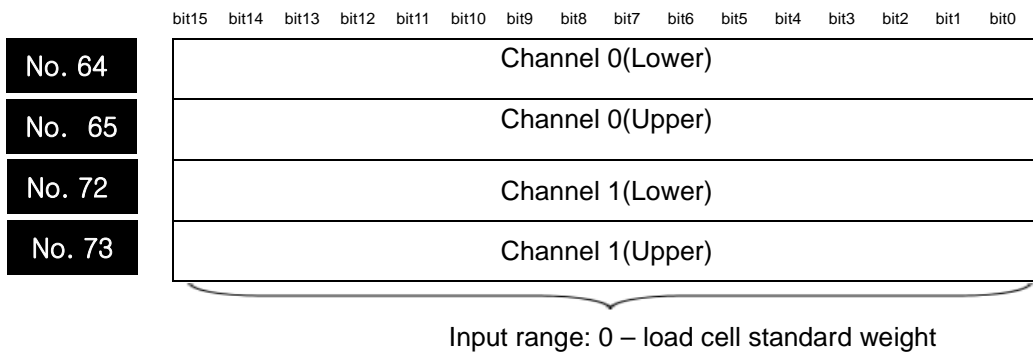 bit15 bit14 bit13 bit12 bit11 bit10 bit9 bit8 bit7 bit6 bit5 bit4 bit3 bit2 bit1 bit0
No. 64 Channel 0(Lower)
No. 65 Channel 0(Upper)
No. 72 Channel 1(Lower)
No. 73 Channel 1(Upper)
Input range: 0 – load cell standard weight